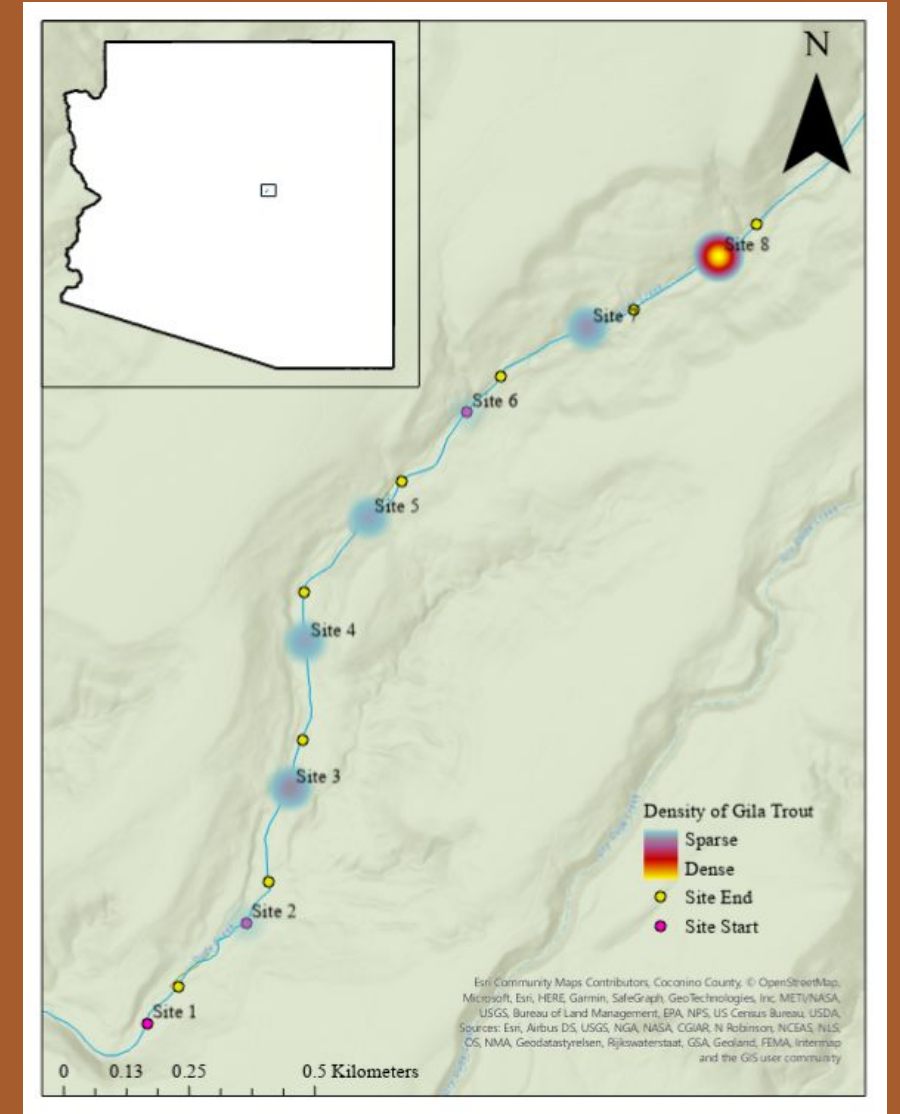 N
Site 8
Site 7
Site 6
Site 5
Site 4
Site 3
Density of Gila Trout
Sparse
Dense
Site End
Site Start
Site 2
Site 1
Esri Community Maps Contributors, Coconino County, © OpenStreetMap,
Microsoft, Esri, HERE, Garmin, SafeGraph, GeoTechnologies, Inc, METI/NASA,
USGS, Bureau of Land Management, EPA, NPS, US Census Bureau, USDA,
Sources: Esri, Airbus DS, USGS, NGA, NASA, CGIAR, N Robinson, NCEAS, NLS,
OS, NMA, Geodatastyrelsen, Rijkswaterstaat, GSA, Geoland, FEMA, Intermap
and the GIS user community
0 0.13 0.25 0.5 Kilometers